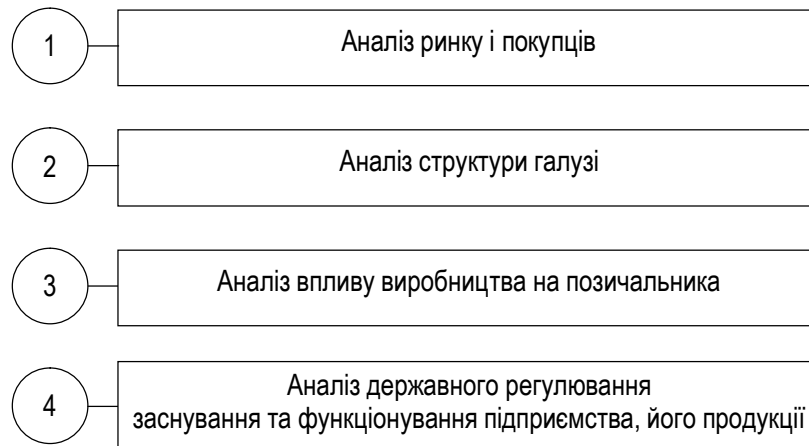 1
Аналіз ринку і покупців
2
Аналіз структури галузі
3
Аналіз впливу виробництва на позичальника
4
Аналіз державного регулювання
заснування та функціонування підприємства, його продукції